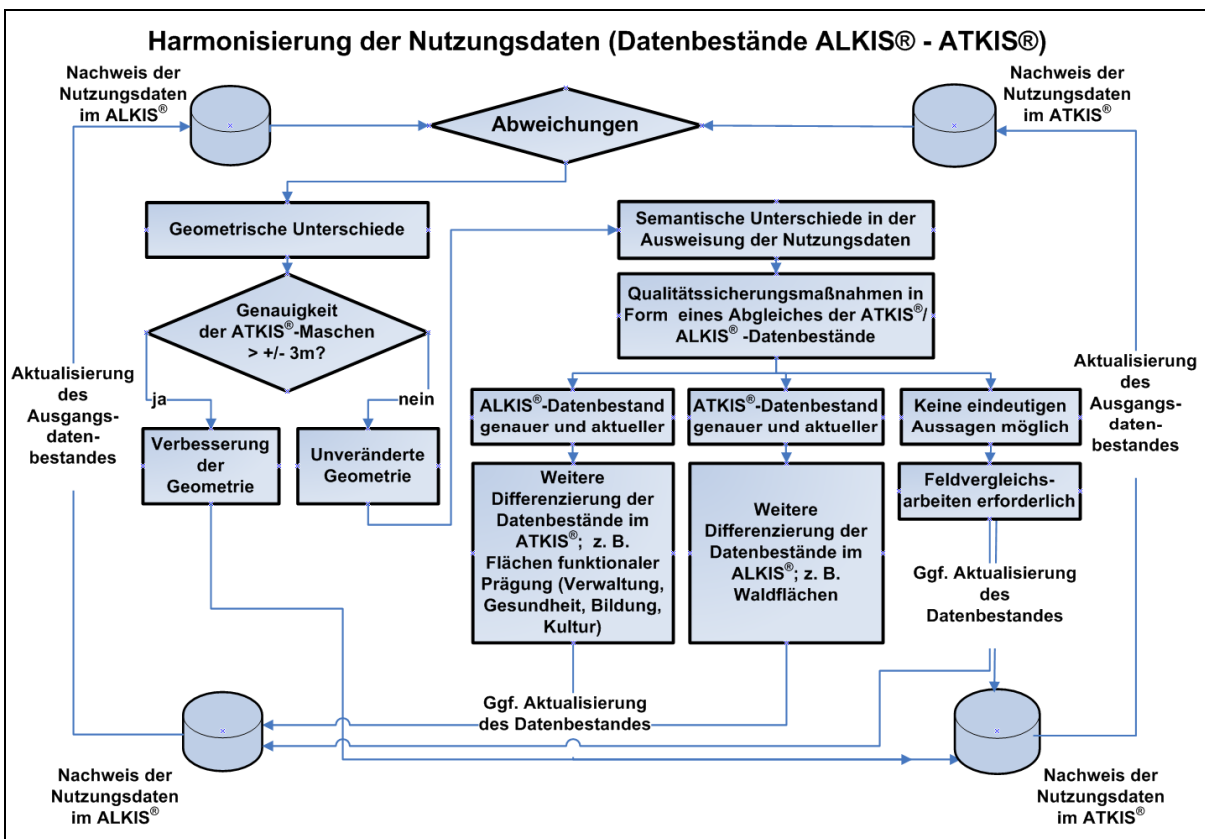 Harmonisierung der Nutzungsdaten (Datenbestände ALKIS® - ATKIS®)
Nachweis der
Nutzungsdaten
im ALKIS®
Abweichungen
Nachweis der
Nutzungsdaten
im ATKIS®
Geometrische Unterschiede
Semantische Unterschiede in der
Ausweisung der Nutzungsdaten
Genauigkeit
der ATKIS®-Maschen
> +/- 3m?
Qualitätssicherungsmaßnahmen in
Form eines Abgleiches der ATKIS®/
ALKIS® -Datenbestände
Aktualisierung
des
Ausgangs-
daten-
bestandes
ja
nein
Aktualisierung
des
Ausgangs-
daten-
bestandes
ALKIS®-Datenbestand
genauer und aktueller
ATKIS®-Datenbestand
genauer und aktueller
Keine eindeutigen
Aussagen möglich
Verbesserung
der
Geometrie
Unveränderte
Geometrie
Weitere
Differenzierung der
Datenbestände im
ATKIS®; z. B.
Flächen funktionaler
Prägung (Verwaltung,
Gesundheit, Bildung,
Kultur)
Weitere
Differenzierung der
Datenbestände im
ALKIS®; z. B.
Waldflächen
Feldvergleichs-
arbeiten erforderlich
Ggf. Aktualisierung
des
Datenbestandes
Ggf. Aktualisierung
des Datenbestandes
Nachweis der
Nutzungsdaten
im ALKIS®
Nachweis der
Nutzungsdaten
im ATKIS®